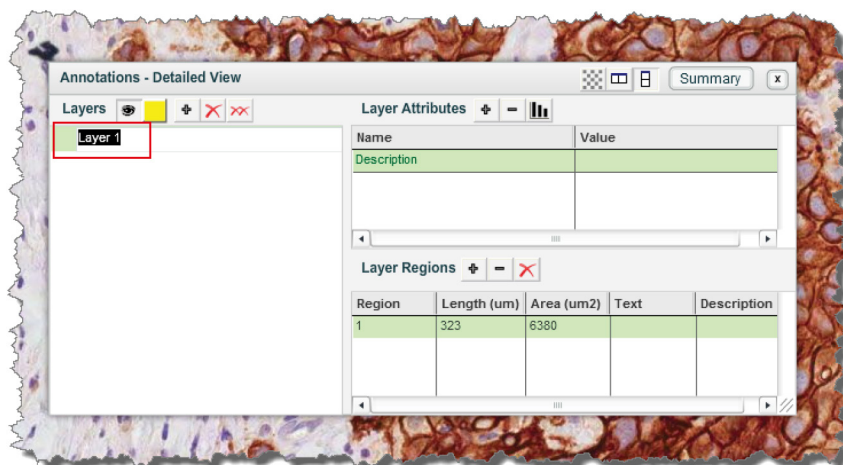 Annotations - Detailed View
Summary
x
Layers
Layer 1
Layer Attributes
Name Value
Description
Layer Regions
Region Length (um) Area (um2) Text Description
1 323 6380